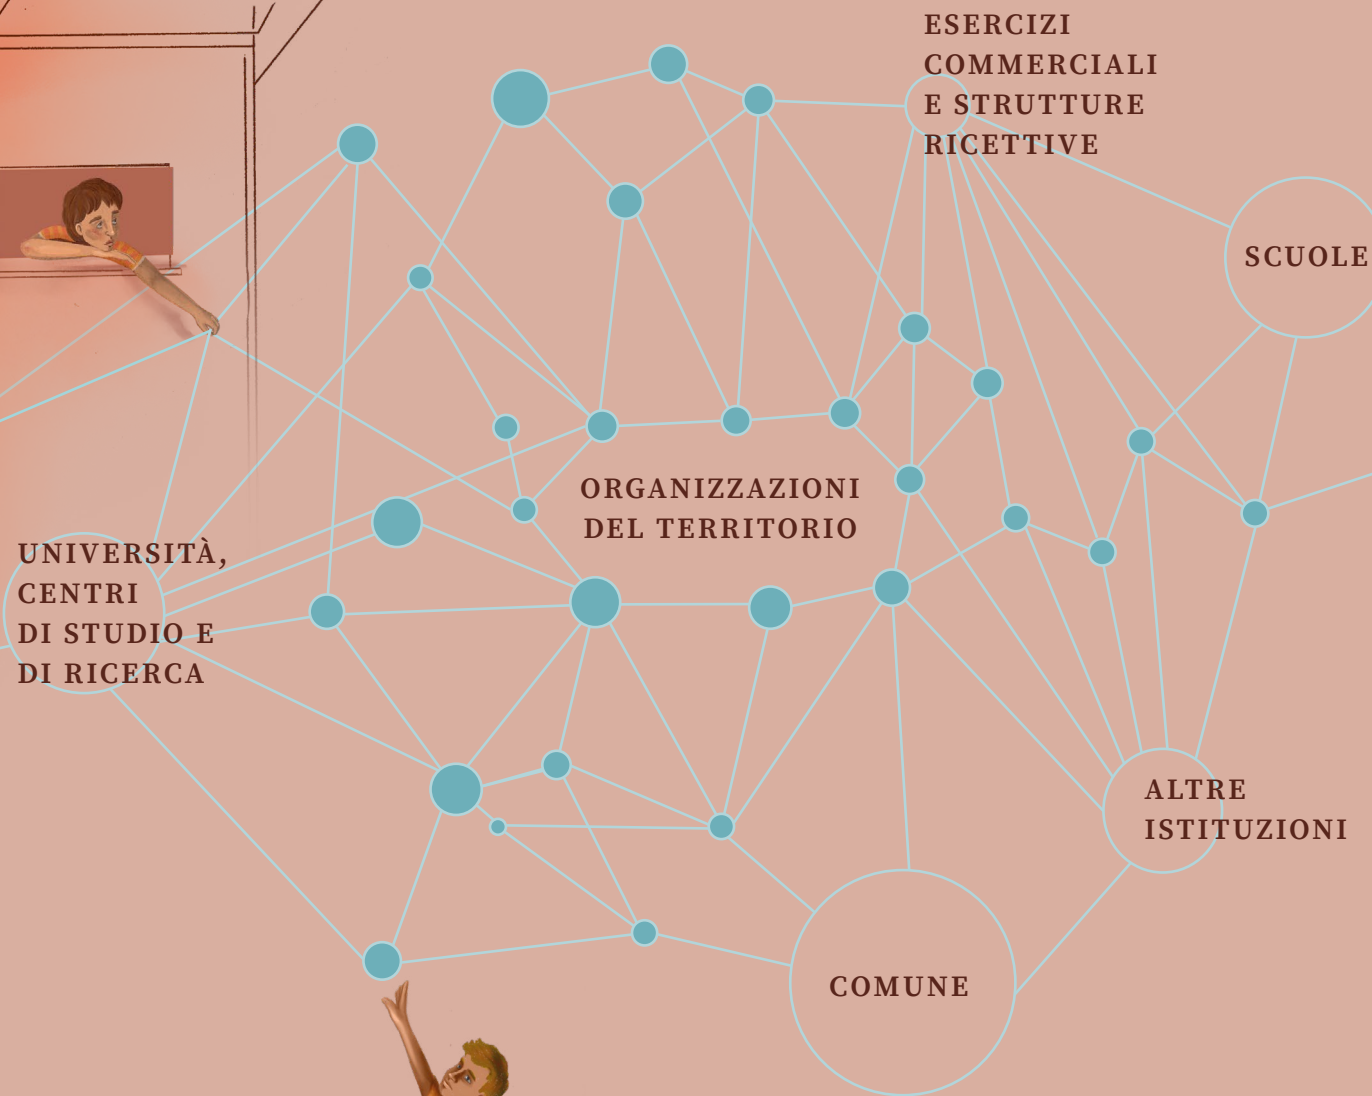 ESERCIZI
COMMERCIALI
E STRUTTURE
RICETTIVE
SCUOLE
ORGANIZZAZIONI
DEL TERRITORIO
UNIVERSITÀ,
CENTRI
DI STUDIO E
DI RICERCA
ALTRE
ISTITUZIONI
COMUNE